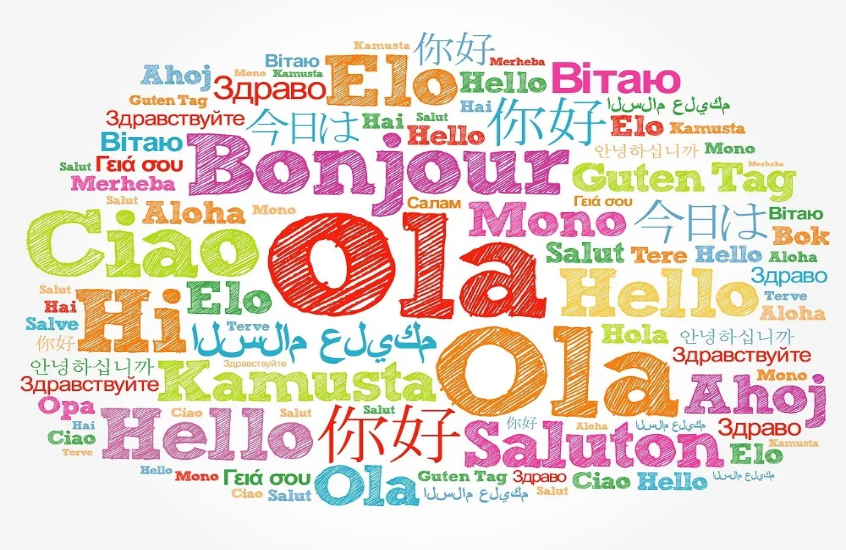 Kamusta 你好
Вітаю Merheba
Ahoj Mono Kamusta Elo Hello Вітаю
Guten Tag Здраво Hai السلام عليكم
Здравствуйте 今日は Hai Salut Hello 你好 Elo Kamusta
Вітаю Bonjour 안녕하십니까 Mono
Salut Γειά σου Guten Tag Merheba
Merheba
Salut Aloha Mono Салам Mono Γειά σου 今日は Вітаю
Ciao Ola Salut Tere Hello Bok
Aloha
Salut Elo Hello Здраво
Hai Hi Terve
Salve Terve السلام عليكم Aloha
你好 Ola Hola 안녕하십니까
안녕하십니까 Здравствуйте Здравствуйте
Здравствуйте Kamusta Mono
Opa Ciao Salut Salut Ahoj
Hai Hello 你好 你好 Aloha السلام عليكم Здраво
Ciao Saluton Kamusta
Terve Elo
Hello Mono Γειά σου Ola Guten Tag Здраво Ciao Hello السلام عليكم
Ciao Salut السلام عليكم Salut